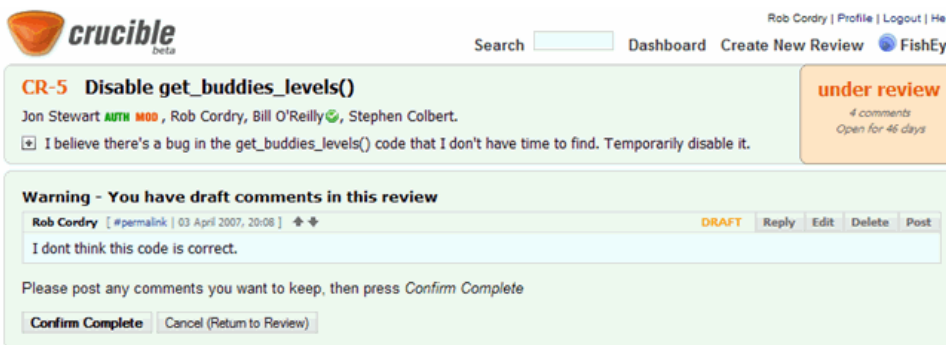 Rob Cordry | Profile | Logout | He
crucible
beta
Search Dashboard Create New Review FishEy
CR-5 Disable get_buddies_levels()
under review
Jon Stewart AUTH MOD , Rob Cordry, Bill O'Reilly, Stephen Colbert.
4 comments
Open for 46 days
I believe there's a bug in the get_buddies_levels() code that I don't have time to find. Temporarily disable it.
Warning - You have draft comments in this review
Rob Cordry [ #permalink | 03 April 2007, 20:08 ] DRAFT Reply Edit Delete Post
I dont think this code is correct.
Please post any comments you want to keep, then press Confirm Complete
Confirm Complete Cancel (Return to Review)